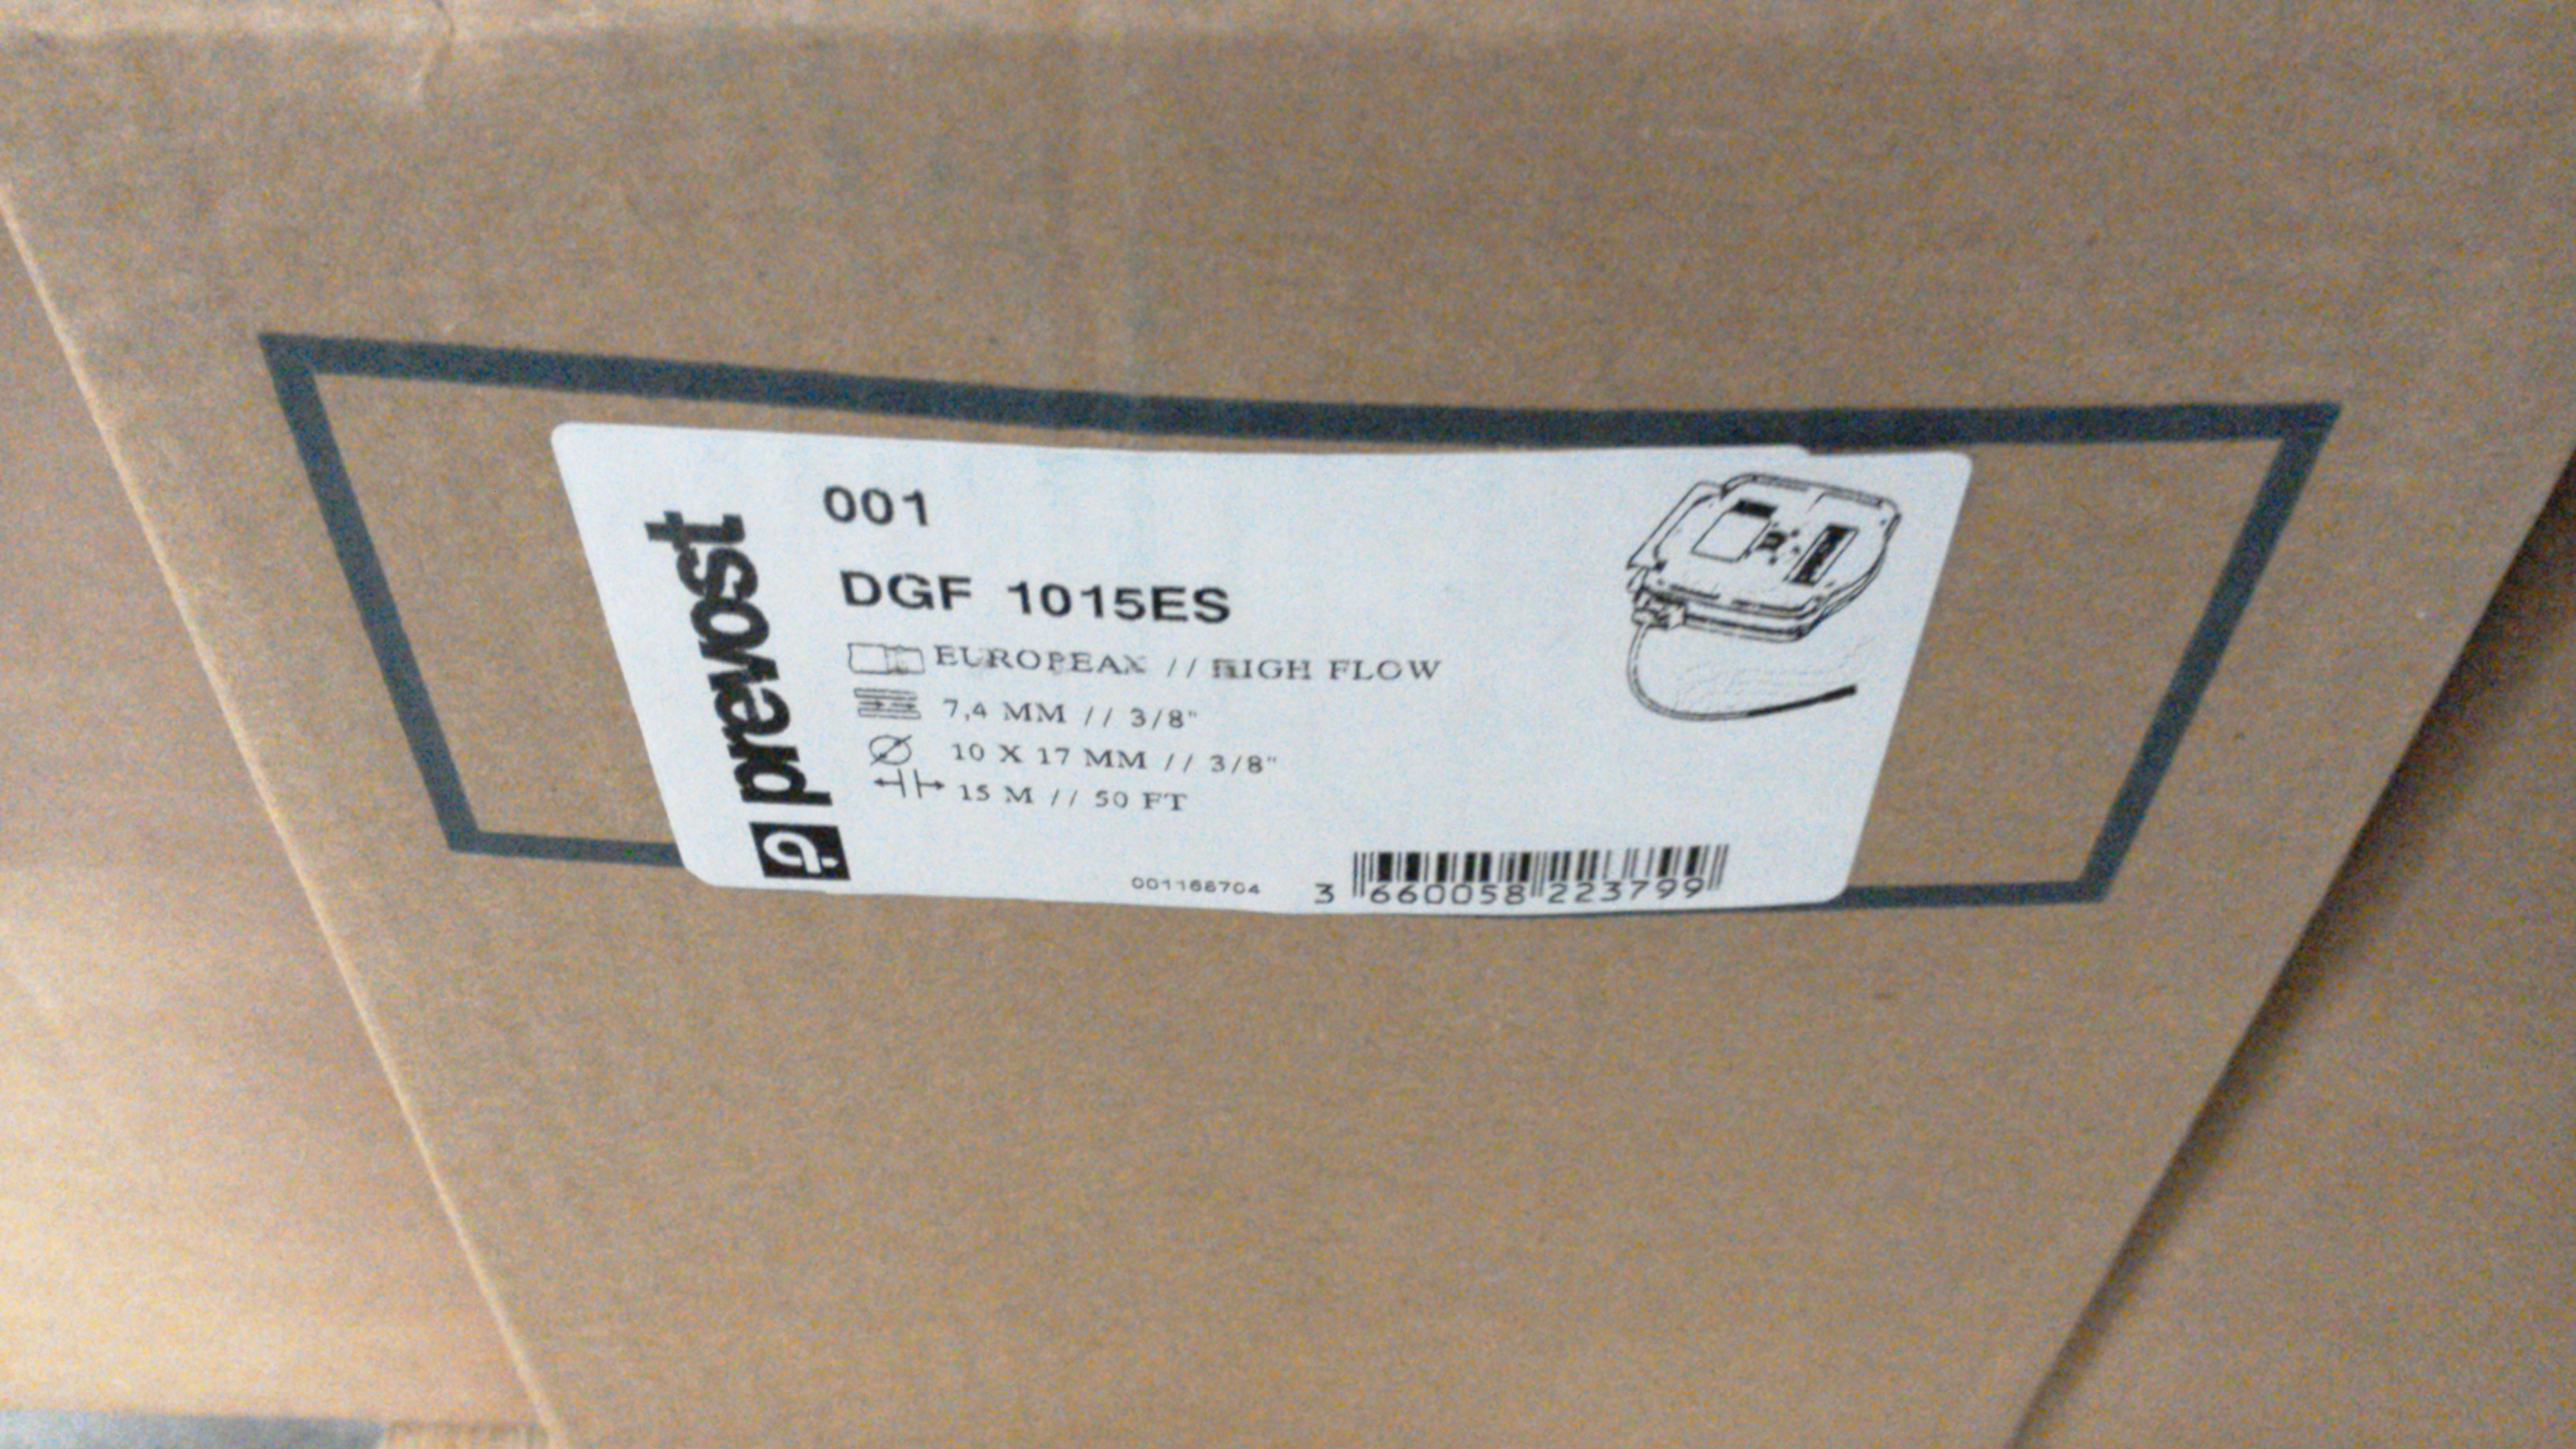 prevost
001
DGF 1015ES
EUROPEAN // HIGH FLOW
7,4 MM // 3/8"
10 X 17 MM // 3/8"
15 M // 50 FT
001168704
3 660058 223799